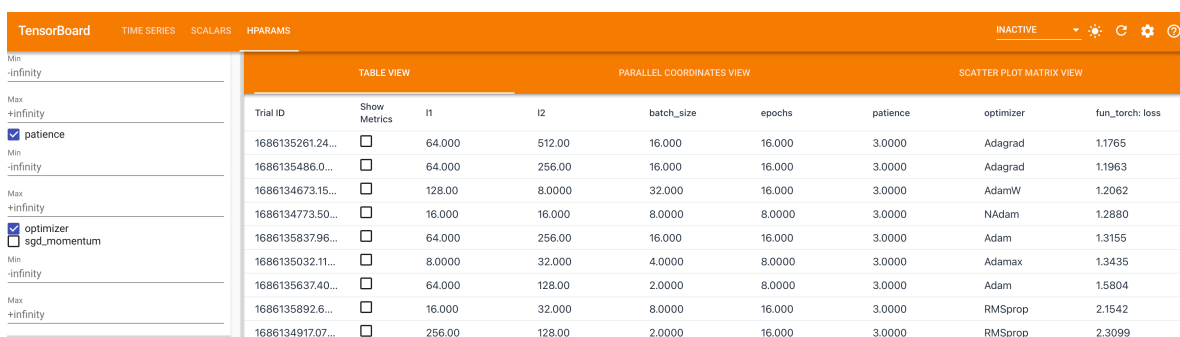 TensorBoard TIME SERIES SCALARS HPARAMS INACTIVE
Min
-infinity
Max
+infinity
patience
Min
-infinity
Max
+infinity
optimizer
sgd_momentum
Min
-infinity
Max
+infinity
TABLE VIEW PARALLEL COORDINATES VIEW SCATTER PLOT MATRIX VIEW
Trial ID Show Metrics l1 l2 batch_size epochs patience optimizer fun_torch: loss
1686135261.24... 64.000 512.00 16.000 16.000 3.0000 Adagrad 1.1765
1686135486.0... 64.000 256.00 16.000 16.000 3.0000 Adagrad 1.1963
1686134673.15... 128.00 8.0000 32.000 16.000 3.0000 AdamW 1.2062
1686134773.50... 16.000 16.000 8.0000 8.0000 3.0000 NAdam 1.2880
1686135837.96... 64.000 256.00 16.000 16.000 3.0000 Adam 1.3155
1686135032.11... 8.0000 32.000 4.0000 8.0000 3.0000 Adamax 1.3435
1686135637.40... 64.000 128.00 2.0000 8.0000 3.0000 Adam 1.5804
1686135892.6... 16.000 32.000 8.0000 16.000 3.0000 RMSprop 2.1542
1686134917.07... 256.00 128.00 2.0000 16.000 3.0000 RMSprop 2.3099